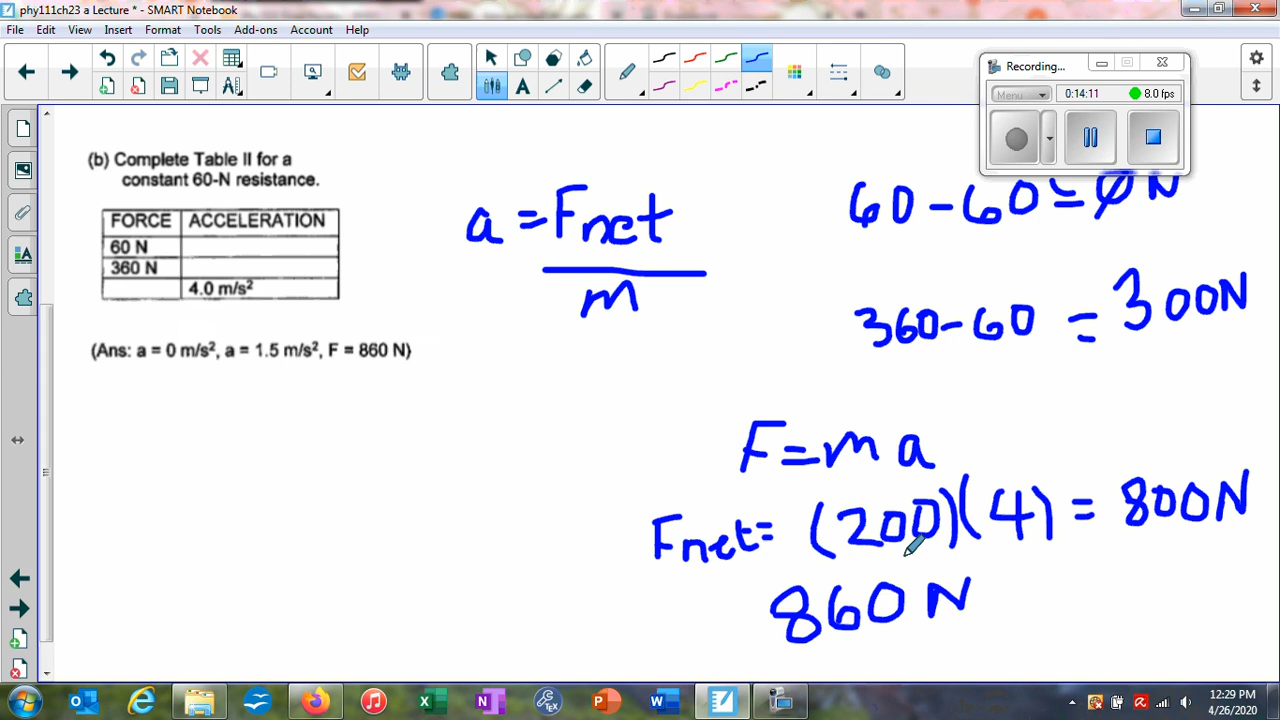 phy111ch23 a Lecture * - SMART Notebook
File Edit View Insert Format Tools Add-ons Account Help
Recording...
Menu 0:14:11 8.0 fps
(b) Complete Table II for a
constant 60-N resistance.
FORCE ACCELERATION
60 N
360 N
4.0 m/s²
(Ans: a = 0 m/s², a = 1.5 m/s², F = 860 N)
a = Fnet
m
60 - 60 = 0 N
360 - 60 = 300N
F = m a
Fnet = (200)(4) = 800N
860 N
12:29 PM
4/26/2020